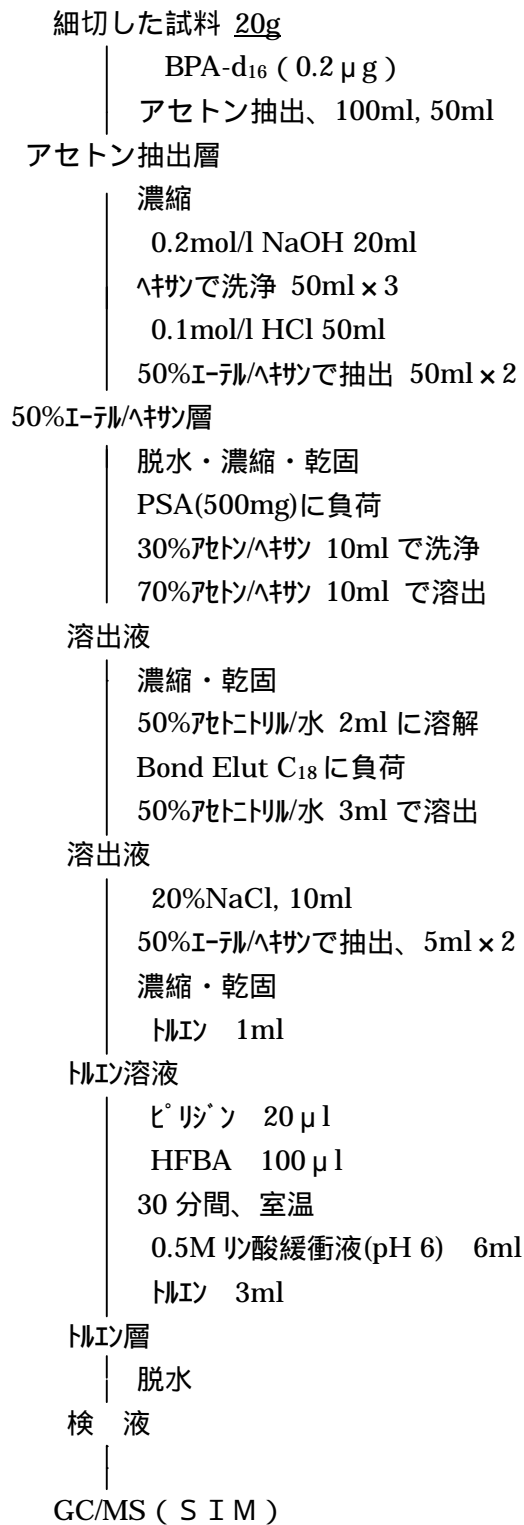 細切した試料 20g
BPA-d₁₆（0.2μg）
アセトン抽出、100ml, 50ml
アセトン抽出層
濃縮
0.2mol/l NaOH 20ml
ﾍｷｻﾝで洗浄 50ml×3
0.1mol/l HCl 50ml
50%ｴｰﾃﾙ/ﾍｷｻﾝで抽出 50ml×2
50%ｴｰﾃﾙ/ﾍｷｻﾝ層
脱水・濃縮・乾固
PSA(500mg)に負荷
30%ｱｾﾄﾝ/ﾍｷｻﾝ 10ml で洗浄
70%ｱｾﾄﾝ/ﾍｷｻﾝ 10ml で溶出
溶出液
濃縮・乾固
50%ｱｾﾄﾆﾄﾘﾙ/水 2ml に溶解
Bond Elut C₁₈に負荷
50%ｱｾﾄﾆﾄﾘﾙ/水 3ml で溶出
溶出液
20%NaCl, 10ml
50%ｴｰﾃﾙ/ﾍｷｻﾝで抽出、5ml×2
濃縮・乾固
ﾄﾙｴﾝ 1ml
ﾄﾙｴﾝ溶液
ﾋﾟﾘｼﾞﾝ 20μl
HFBA 100μl
30 分間、室温
0.5M ﾘﾝ酸緩衝液(pH 6) 6ml
ﾄﾙｴﾝ 3ml
ﾄﾙｴﾝ層
脱水
検 液
GC/MS（ＳＩＭ）